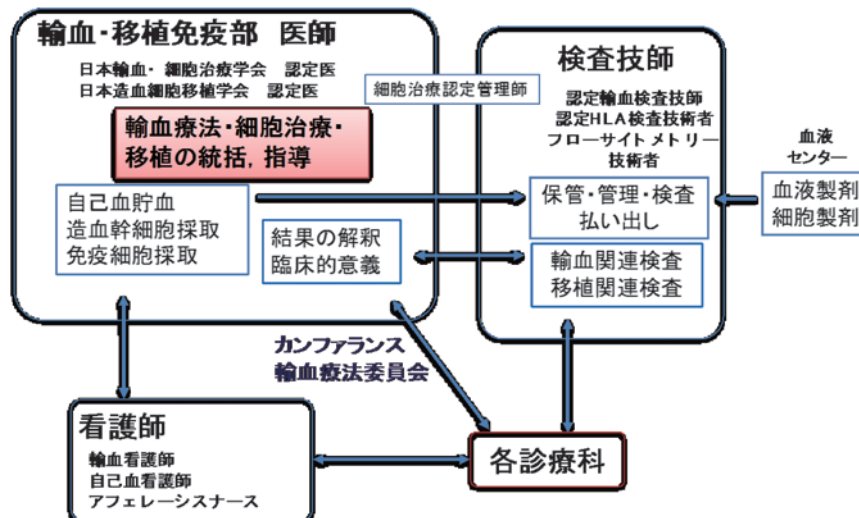 輸血・移植免疫部 医師
日本輸血・細胞治療学会 認定医
日本造血細胞移植学会 認定医
輸血療法・細胞治療・
移植の統括，指導
自己血貯血
造血幹細胞採取
免疫細胞採取
結果の解釈
臨床的意義
細胞治療認定管理師
検査技師
認定輸血検査技師
認定HLA検査技術者
フローサイトメトリー
技術者
保管・管理・検査
払い出し
輸血関連検査
移植関連検査
血液
センター
血液製剤
細胞製剤
カンファランス
輸血療法委員会
看護師
輸血看護師
自己血看護師
アフェレーシスナース
各診療科